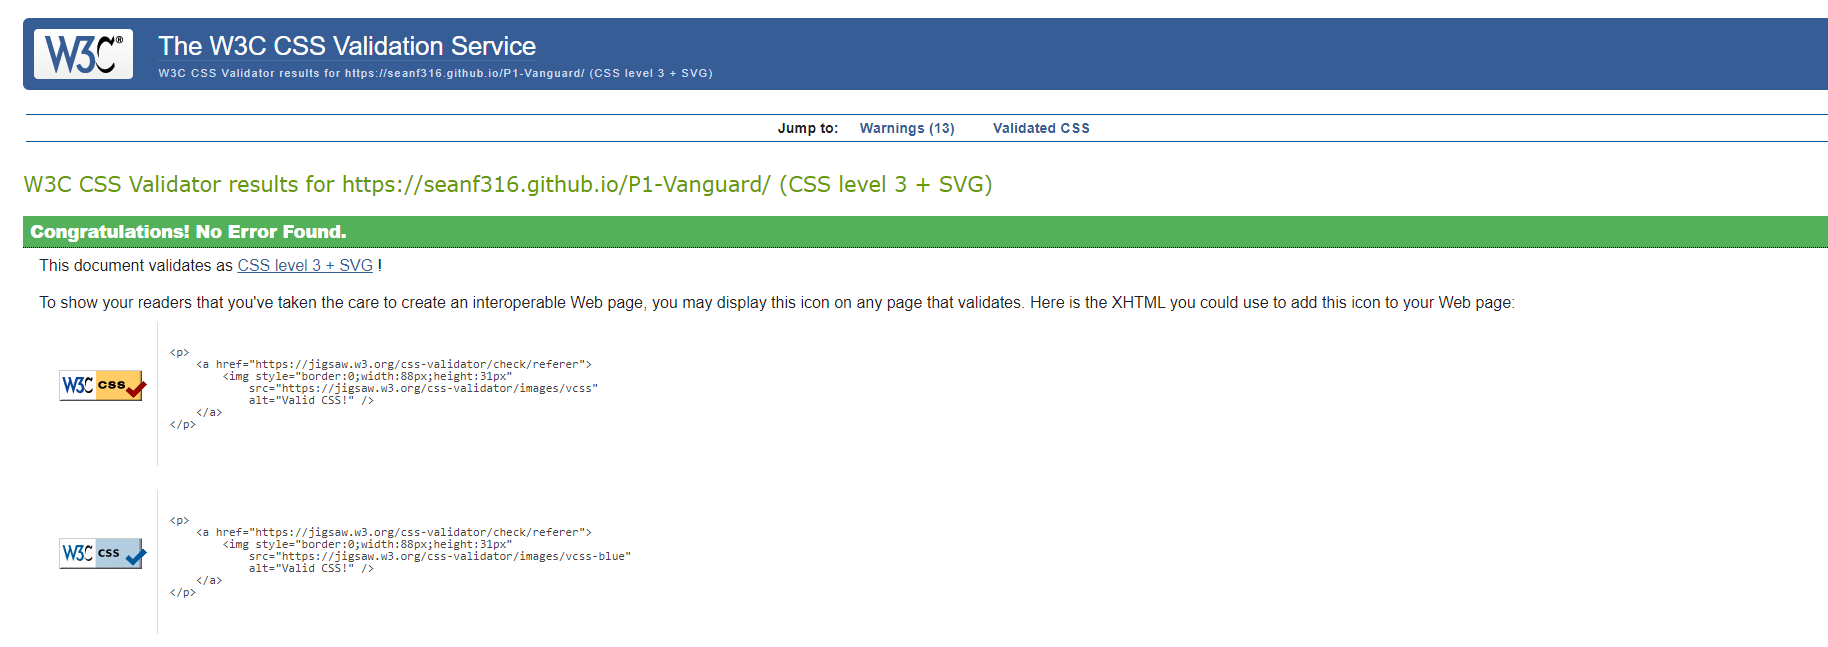 W3C®
The W3C CSS Validation Service
W3C CSS Validator results for https://seanf316.github.io/P1-Vanguard/ (CSS level 3 + SVG)
Jump to: Warnings (13) Validated CSS
W3C CSS Validator results for https://seanf316.github.io/P1-Vanguard/ (CSS level 3 + SVG)
Congratulations! No Error Found.
This document validates as CSS level 3 + SVG !
To show your readers that you've taken the care to create an interoperable Web page, you may display this icon on any page that validates. Here is the XHTML you could use to add this icon to your Web page:
W3C css
<p>
    <a href="https://jigsaw.w3.org/css-validator/check/referer">
        <img style="border:0;width:88px;height:31px"
            src="https://jigsaw.w3.org/css-validator/images/vcss"
            alt="Valid CSS!" />
    </a>
</p>
W3C css
<p>
    <a href="https://jigsaw.w3.org/css-validator/check/referer">
        <img style="border:0;width:88px;height:31px"
            src="https://jigsaw.w3.org/css-validator/images/vcss-blue"
            alt="Valid CSS!" />
    </a>
</p>